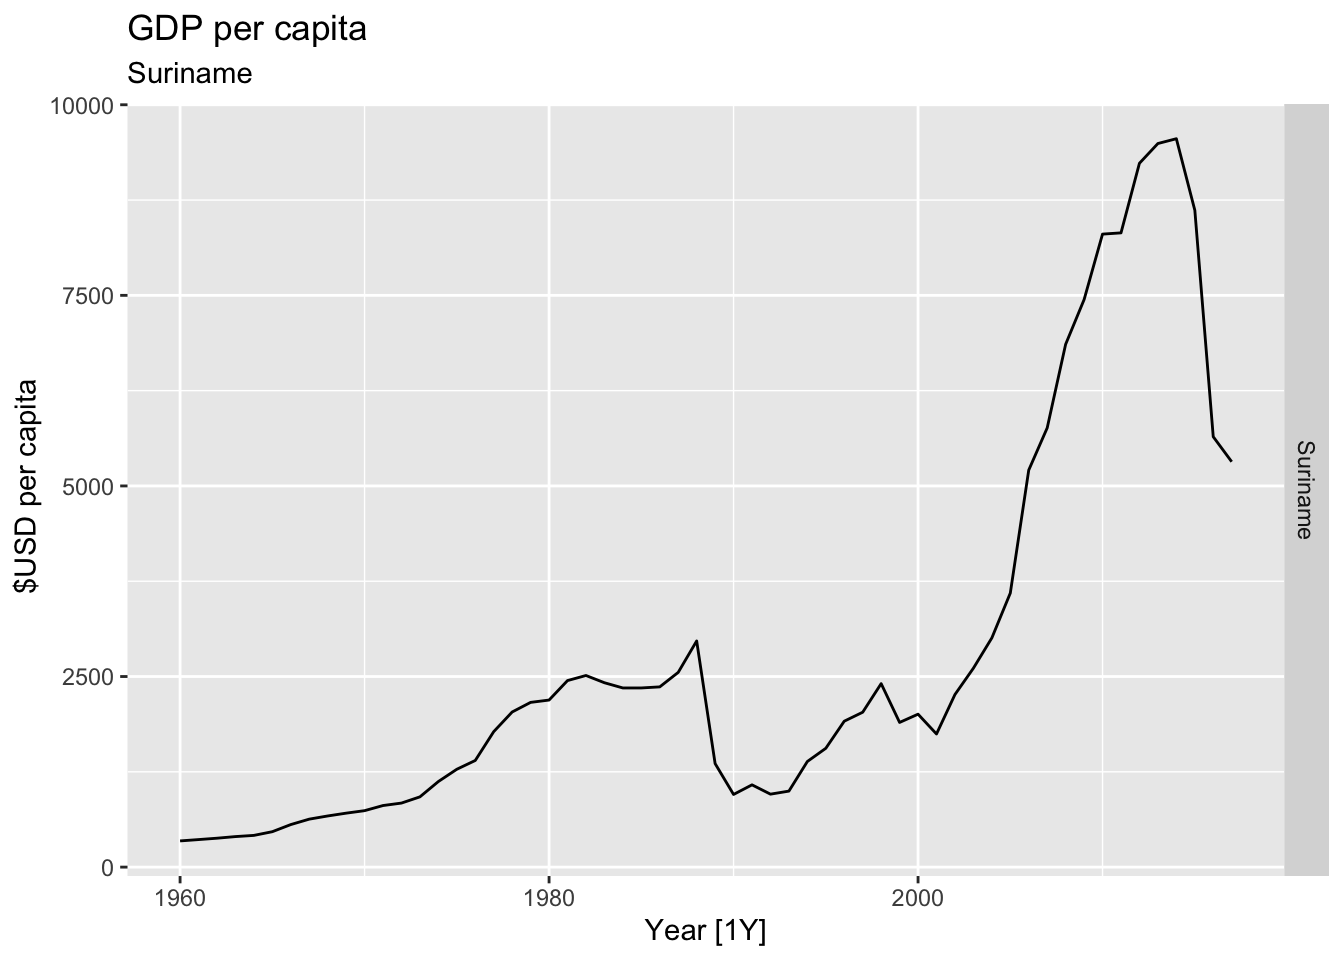 GDP per capita
Suriname
$USD per capita
10000
7500
5000
2500
0
Suriname
1960 1980 2000
Year [1Y]